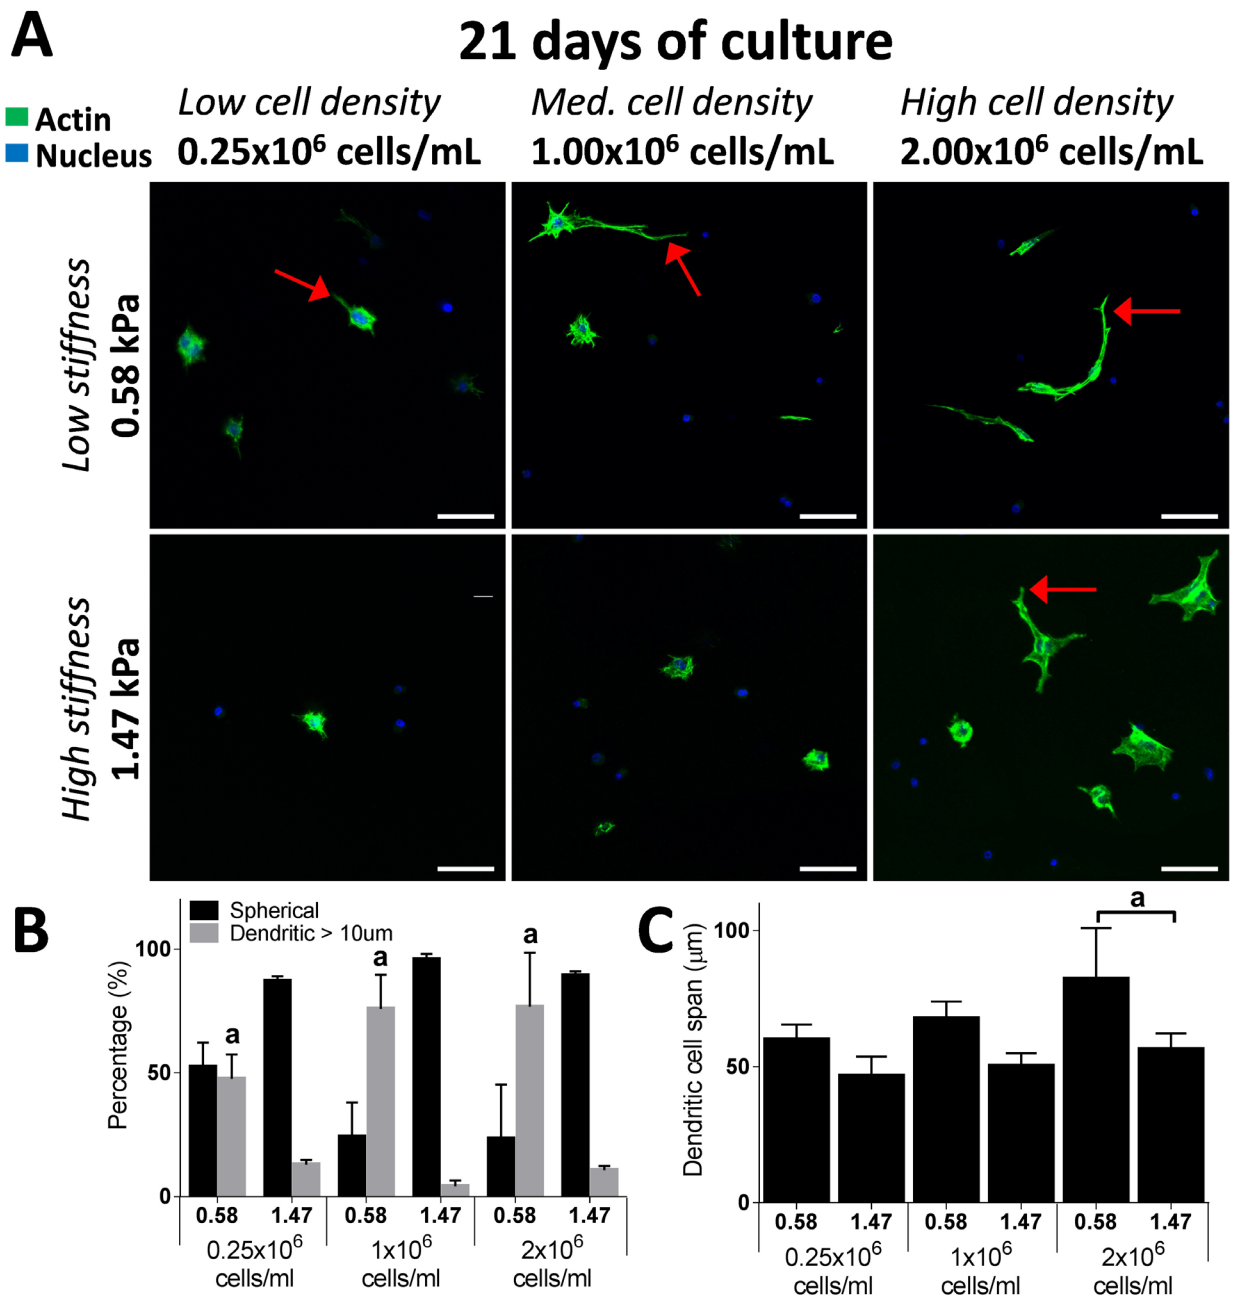 A
21 days of culture
Actin
Nucleus
Low cell density
0.25x10⁶ cells/mL
Med. cell density
1.00x10⁶ cells/mL
High cell density
2.00x10⁶ cells/mL
Low stiffness
0.58 kPa
High stiffness
1.47 kPa
B
Spherical
Dendritic > 10um
Percentage (%)
100
50
0
a
a
a
0.58
1.47
0.58
1.47
0.58
1.47
0.25x10⁶
cells/ml
1x10⁶
cells/ml
2x10⁶
cells/ml
C
Dendritic cell span (μm)
100
50
0
a
0.58
1.47
0.58
1.47
0.58
1.47
0.25x10⁶
cells/ml
1x10⁶
cells/ml
2x10⁶
cells/ml